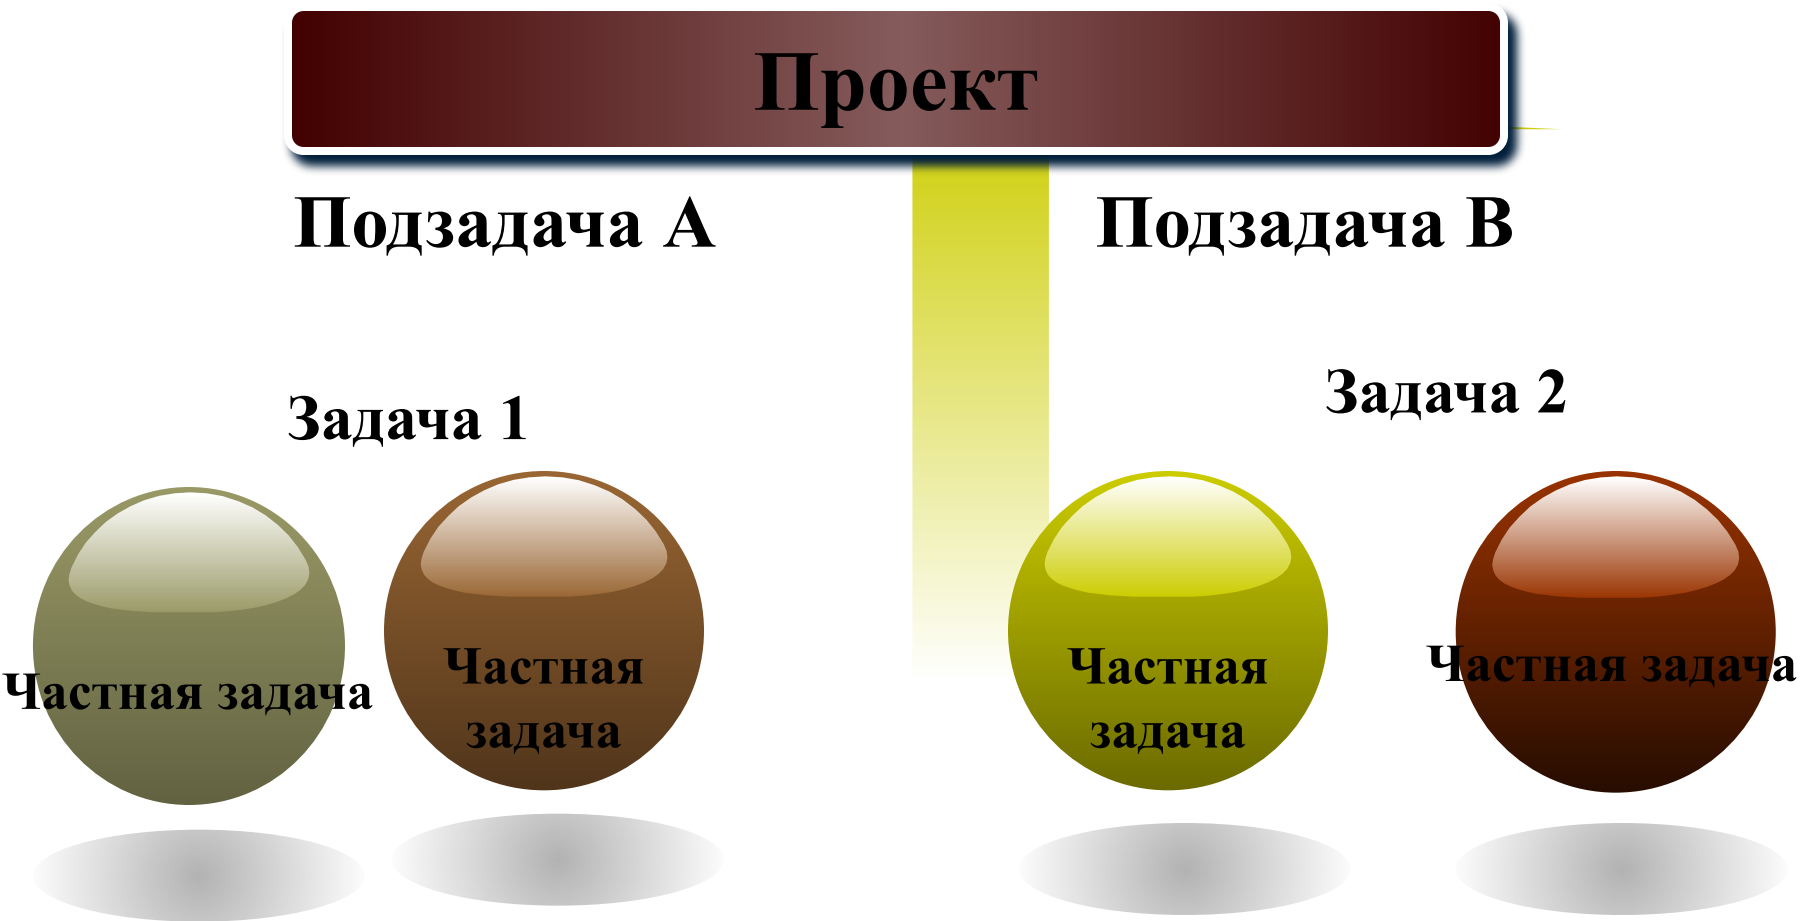 Проект
Подзадача А
Подзадача В
Задача 1
Задача 2
Частная задача
Частная
задача
Частная
задача
Частная задача